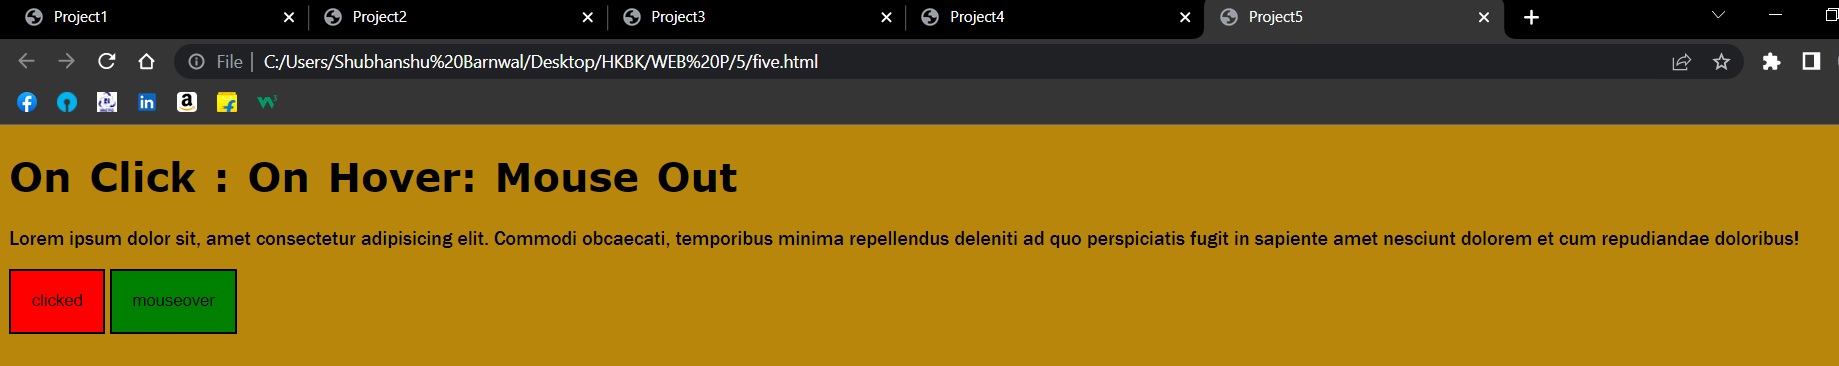 Project1 Project2 Project3 Project4 Project5
File C:/Users/Shubhanshu%20Barnwal/Desktop/HKBK/WEB%20P/5/five.html
in a f w3
On Click : On Hover: Mouse Out
Lorem ipsum dolor sit, amet consectetur adipisicing elit. Commodi obcaecati, temporibus minima repellendus deleniti ad quo perspiciatis fugit in sapiente amet nesciunt dolorem et cum repudiandae doloribus!
clicked mouseover